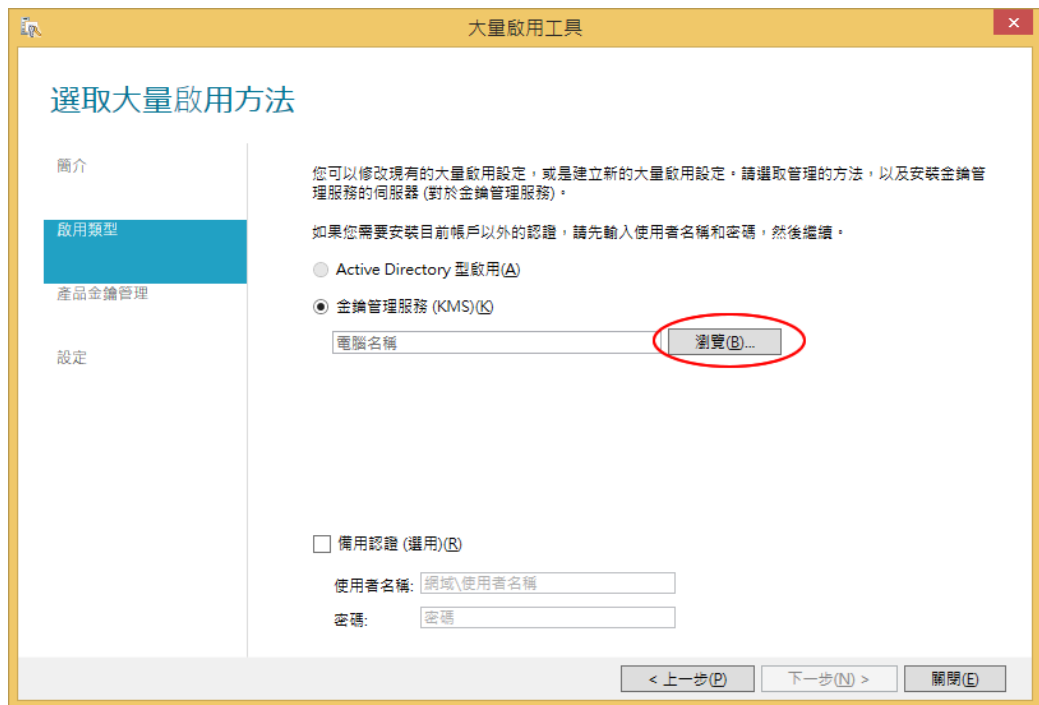 大量啟用工具
選取大量啟用方法
簡介
啟用類型
產品金鑰管理
設定
您可以修改現有的大量啟用設定，或是建立新的大量啟用設定。請選取管理的方法，以及安裝金鑰管
理服務的伺服器 (對於金鑰管理服務)。
如果您需要安裝目前帳戶以外的認證，請先輸入使用者名稱和密碼，然後繼續。
Active Directory 型啟用(A)
金鑰管理服務 (KMS)(K)
電腦名稱 瀏覽(B)...
備用認證 (選用)(R)
使用者名稱: 網域\使用者名稱
密碼: 密碼
< 上一步(P) 下一步(N) > 關閉(E)